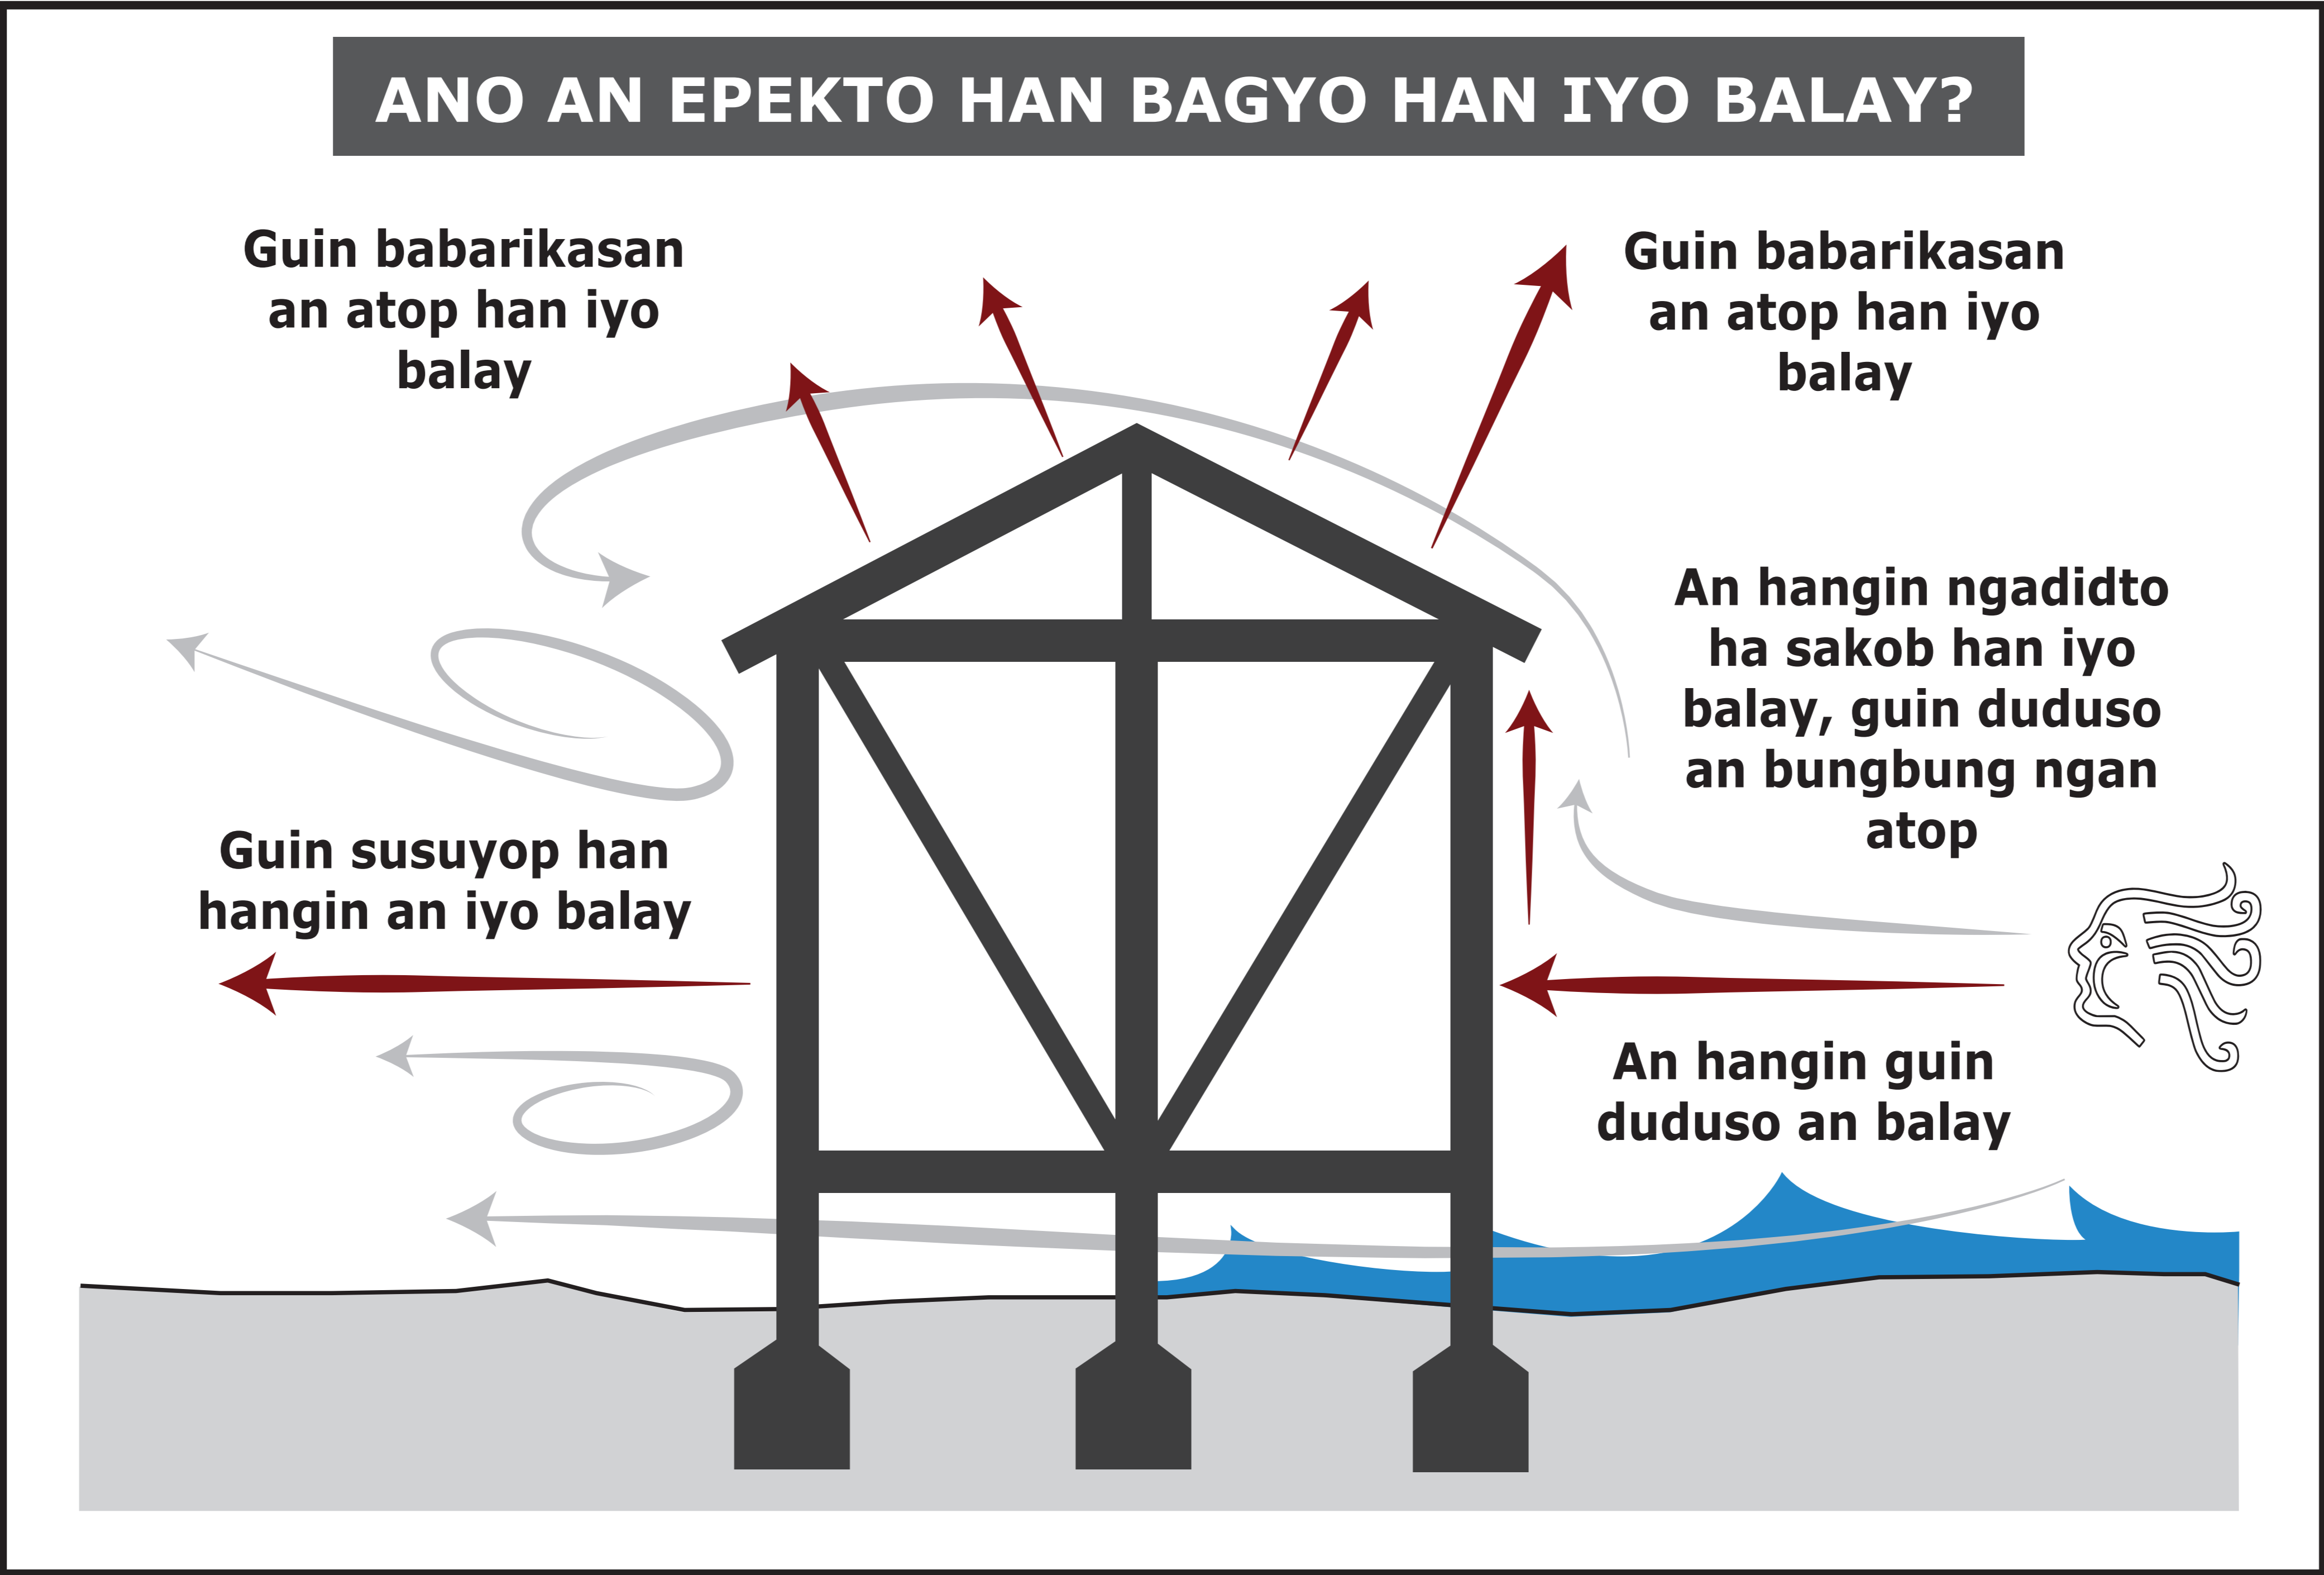 ANO AN EPEKTO HAN BAGYO HAN IYO BALAY?
Guin babarikasan
an atop han iyo
balay
Guin babarikasan
an atop han iyo
balay
An hangin ngadidto
ha sakob han iyo
balay, guin duduso
an bungbung ngan
atop
Guin susuyop han
hangin an iyo balay
An hangin guin
duduso an balay